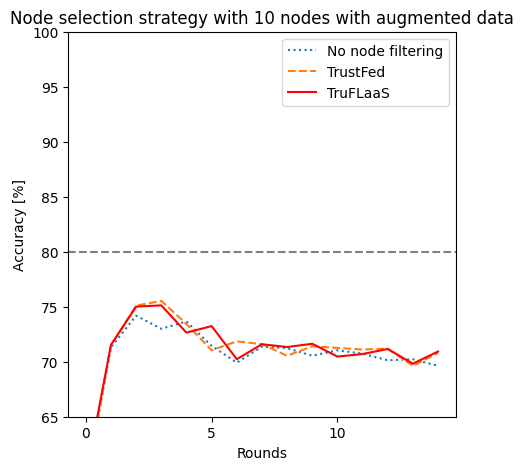 Node selection strategy with 10 nodes with augmented data
No node filtering
TrustFed
TruFLaaS
100
95
90
85
80
75
70
65
Accuracy [%]
0
5
10
Rounds